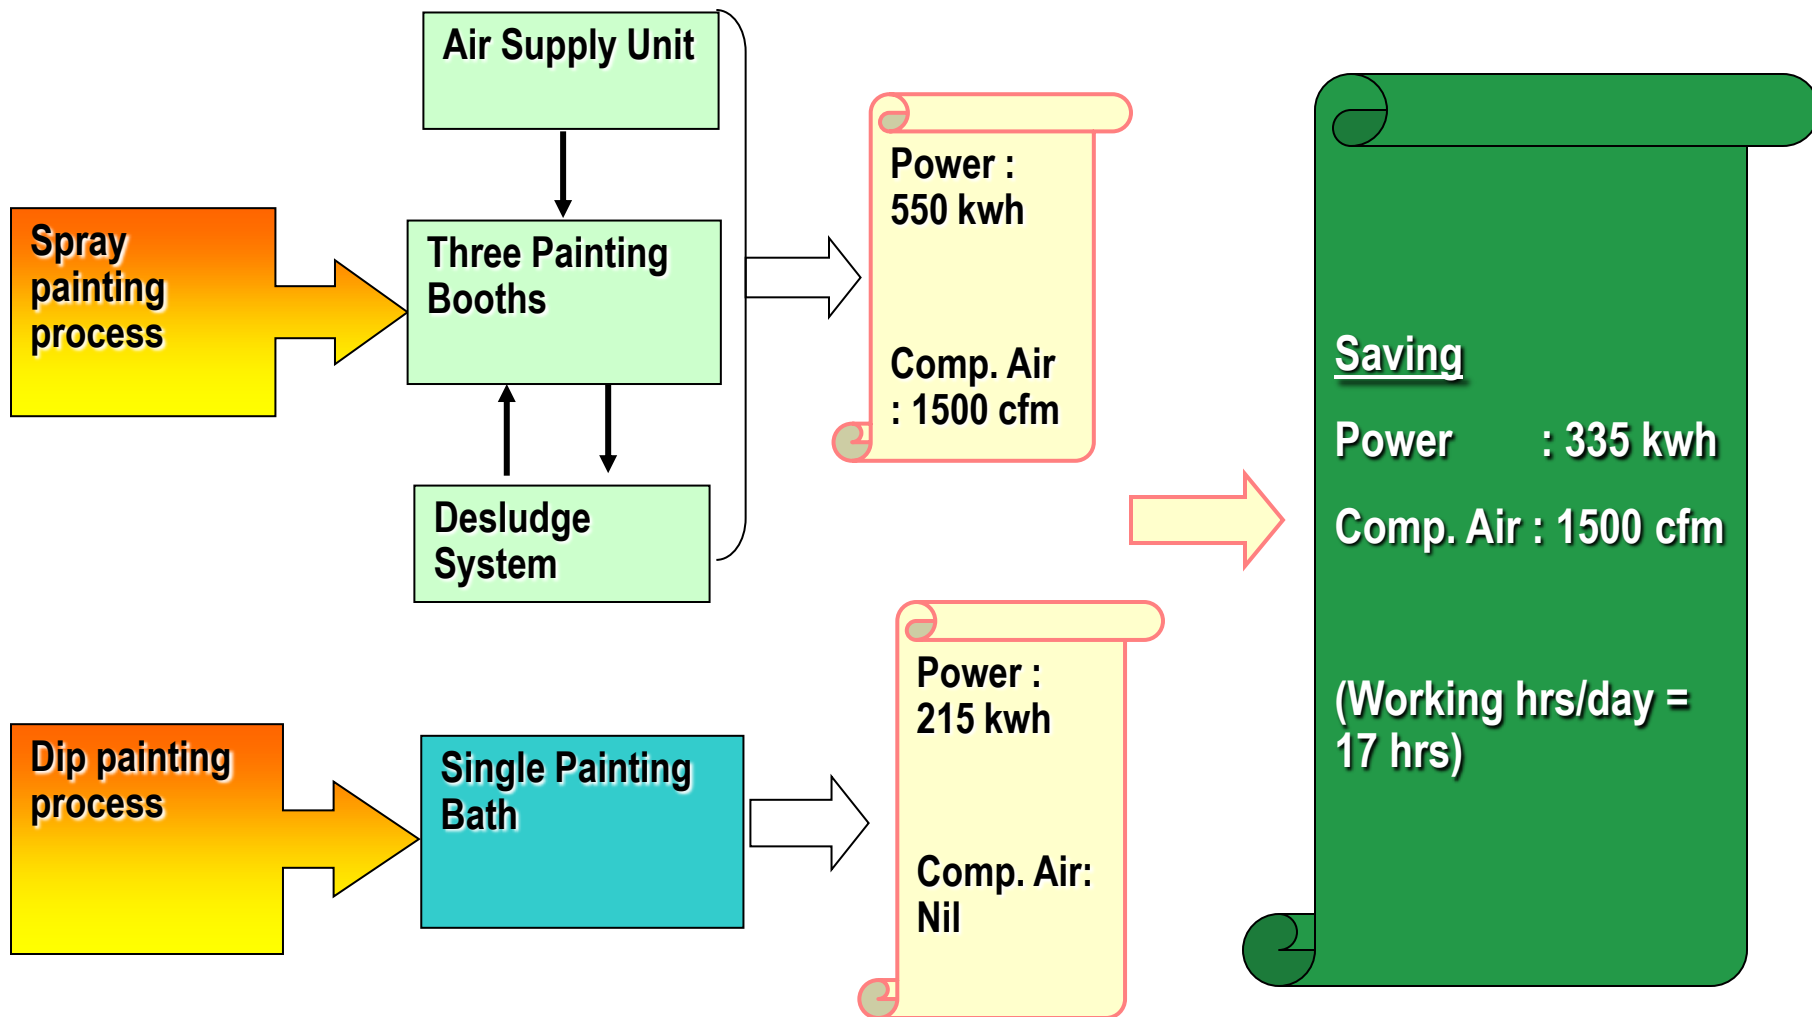 Air Supply Unit
Spray
painting
process
Three Painting
Booths
Desludge
System
Power :
550 kwh
Comp. Air
: 1500 cfm
Dip painting
process
Single Painting
Bath
Power :
215 kwh
Comp. Air:
Nil
Saving
Power : 335 kwh
Comp. Air : 1500 cfm
(Working hrs/day =
17 hrs)